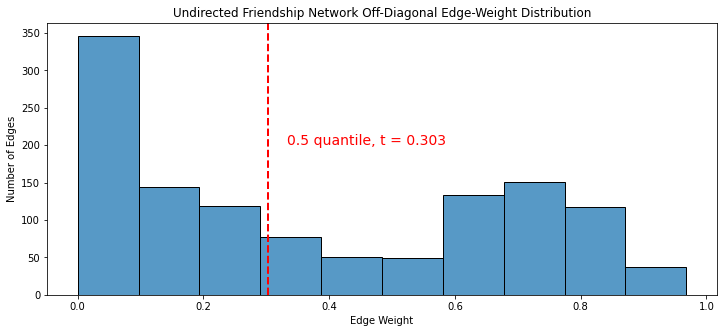 Undirected Friendship Network Off-Diagonal Edge-Weight Distribution
350
300
250
200
150
100
50
0
Number of Edges
0.5 quantile, t = 0.303
0.0 0.2 0.4 0.6 0.8 1.0
Edge Weight